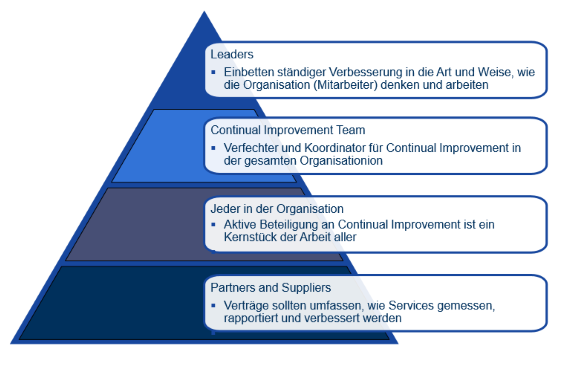 Leaders
▪ Einbetten ständiger Verbesserung in die Art und Weise, wie
die Organisation (Mitarbeiter) denken und arbeiten
Continual Improvement Team
▪ Verfechter und Koordinator für Continual Improvement in
der gesamten Organisationion
Jeder in der Organisation
▪ Aktive Beteiligung an Continual Improvement ist ein
Kernstück der Arbeit aller
Partners and Suppliers
▪ Verträge sollten umfassen, wie Services gemessen,
rapportiert und verbessert werden